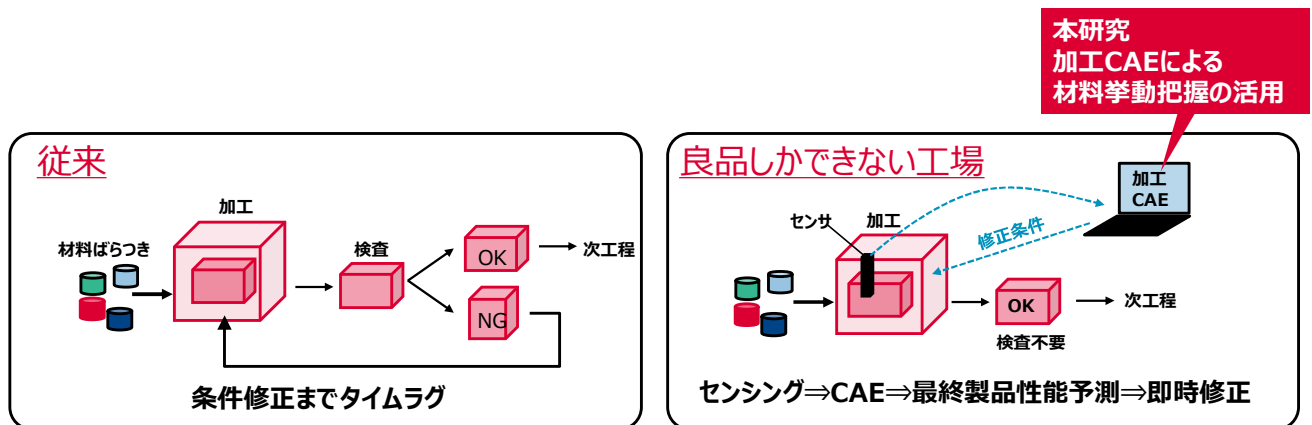 本研究
加工CAEによる
材料挙動把握の活用
従来
加工
材料ばらつき
検査
OK
次工程
NG
条件修正までタイムラグ
良品しかできない工場
加工
CAE
センサ
加工
修正条件
OK
次工程
検査不要
センシング⇒CAE⇒最終製品性能予測⇒即時修正